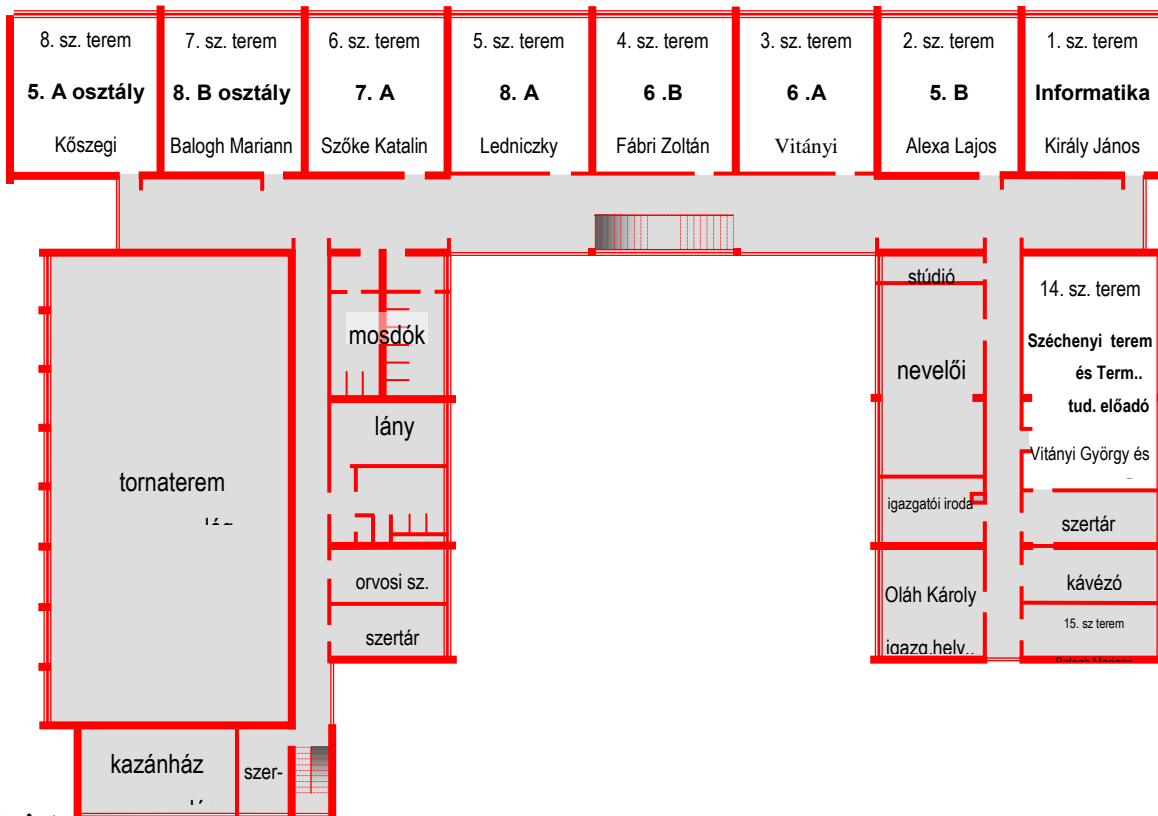 8. sz. terem
5. A osztály
Kőszegi
7. sz. terem
8. B osztály
Balogh Mariann
6. sz. terem
7. A
Szőke Katalin
5. sz. terem
8. A
Ledniczky
4. sz. terem
6 .B
Fábri Zoltán
3. sz. terem
6 .A
Vitányi
2. sz. terem
5. B
Alexa Lajos
1. sz. terem
Informatika
Király János
mosdók
lány
tornaterem
orvosi sz.
szertár
kazánház
szer-
stúdió
nevelői
igazgatói iroda
Oláh Károly
igazg.hely..
14. sz. terem
Széchenyi terem
és Term..
tud. előadó
Vitányi György és
szertár
kávézó
15. sz terem
Balogh Mariann